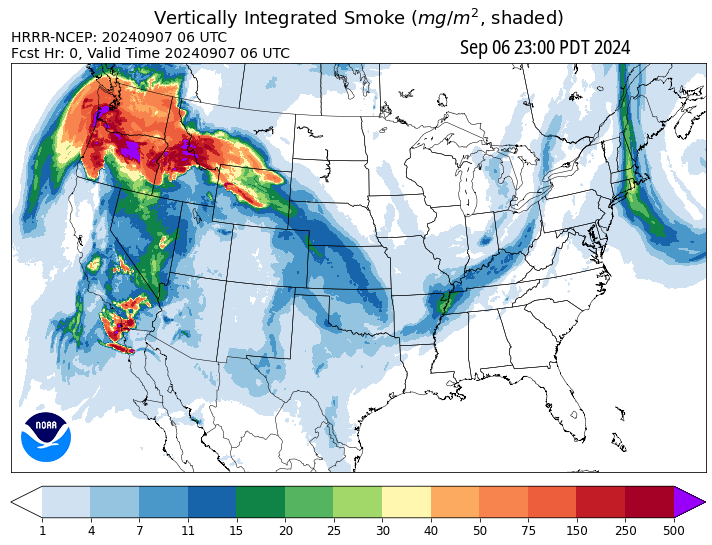 Vertically Integrated Smoke (mg/m², shaded)
HRRR-NCEP: 20240907 06 UTC
Fcst Hr: 0, Valid Time 20240907 06 UTC
Sep 06 23:00 PDT 2024
NOAA
1 4 7 11 15 20 25 30 40 50 75 150 250 500